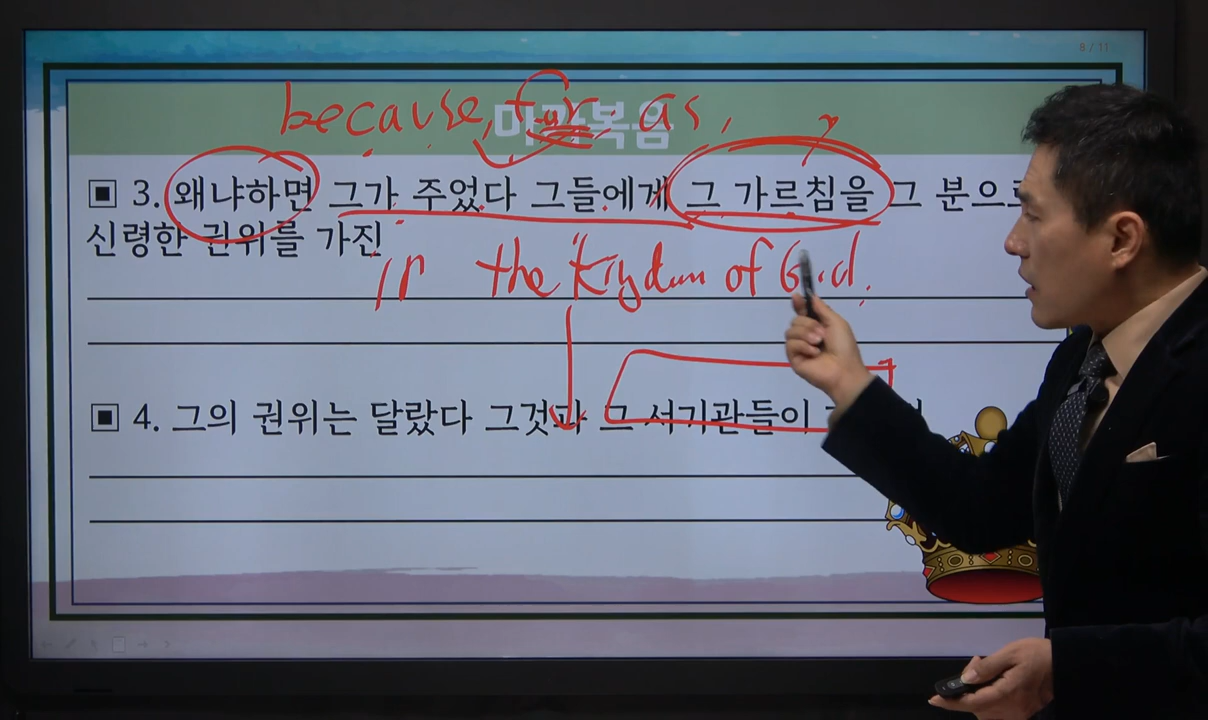 8 / 11
because, for, as,
마가복음
3. 왜냐하면 그가 주었다 그들에게 그 가르침을 그 분으로
신령한 권위를 가진
in the Kingdom of God.
4. 그의 권위는 달랐다 그것과 그 서기관들이